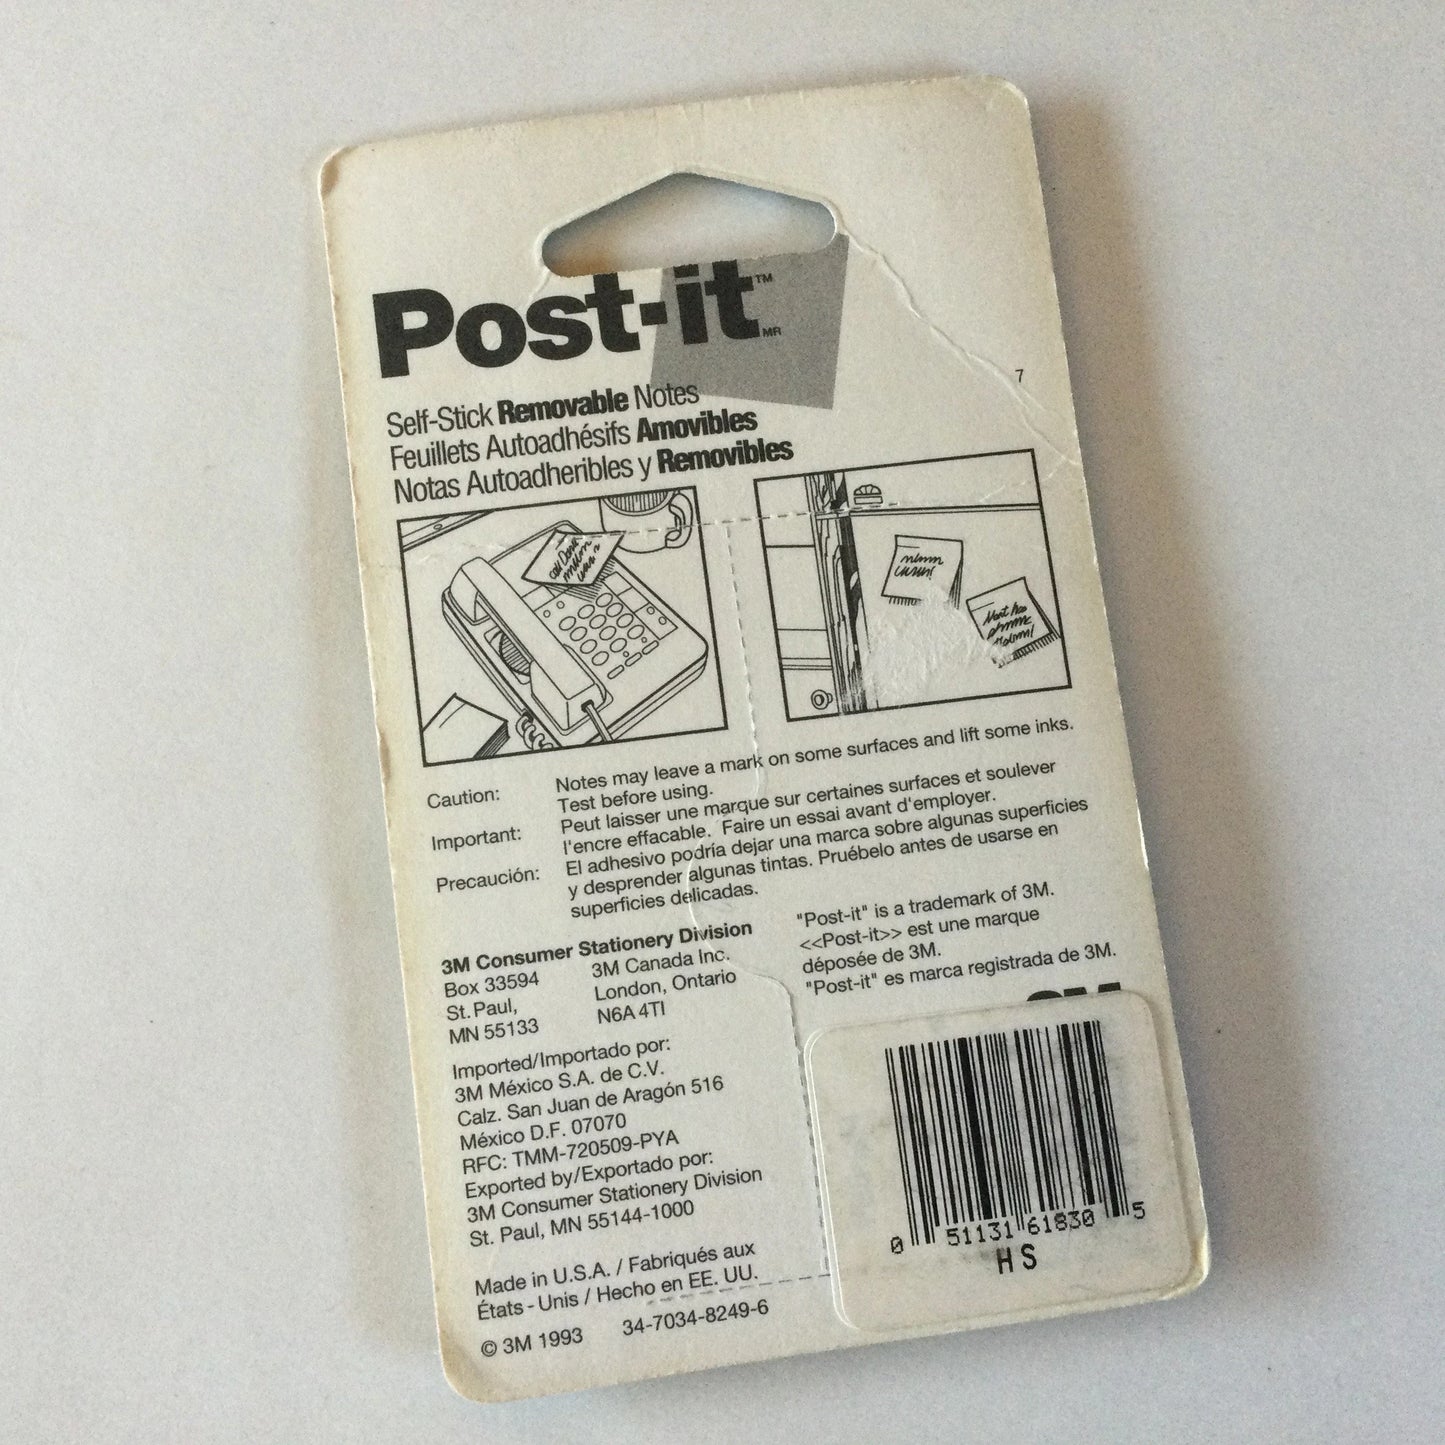 Post-it™
MR
7
Self-Stick Removable Notes
Feuillets Autoadhésifs Amovibles
Notas Autoadheribles y Removibles
Caution: Notes may leave a mark on some surfaces and lift some inks.
Test before using.
Important: Peut laisser une marque sur certaines surfaces et soulever
l'encre effacable. Faire un essai avant d'employer.
Precaución: El adhesivo podría dejar una marca sobre algunas superficies
y desprender algunas tintas. Pruébelo antes de usarse en
superficies delicadas.
3M Consumer Stationery Division
Box 33594
St. Paul,
MN 55133
3M Canada Inc.
London, Ontario
N6A 4TI
"Post-it" is a trademark of 3M.
<<Post-it>> est une marque
déposée de 3M.
"Post-it" es marca registrada de 3M.
Imported/Importado por:
3M México S.A. de C.V.
Calz. San Juan de Aragón 516
México D.F. 07070
RFC: TMM-720509-PYA
Exported by/Exportado por:
3M Consumer Stationery Division
St. Paul, MN 55144-1000
Made in U.S.A. / Fabriqués aux
États-Unis / Hecho en EE. UU.
© 3M 1993 34-7034-8249-6
3M
0 51131 61830 5
HS